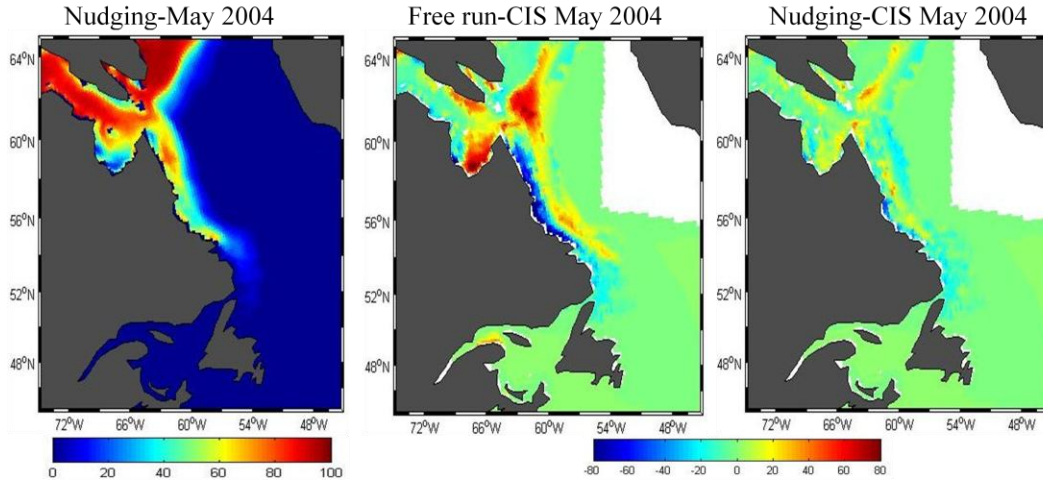 Nudging-May 2004
Free run-CIS May 2004
Nudging-CIS May 2004
64°N
60°N
56°N
52°N
48°N
72°W 66°W 60°W 54°W 48°W
64°N
60°N
56°N
52°N
48°N
72°W 66°W 60°W 54°W 48°W
64°N
60°N
56°N
52°N
48°N
72°W 66°W 60°W 54°W 48°W
0 20 40 60 80 100
-80 -60 -40 -20 0 20 40 60 80